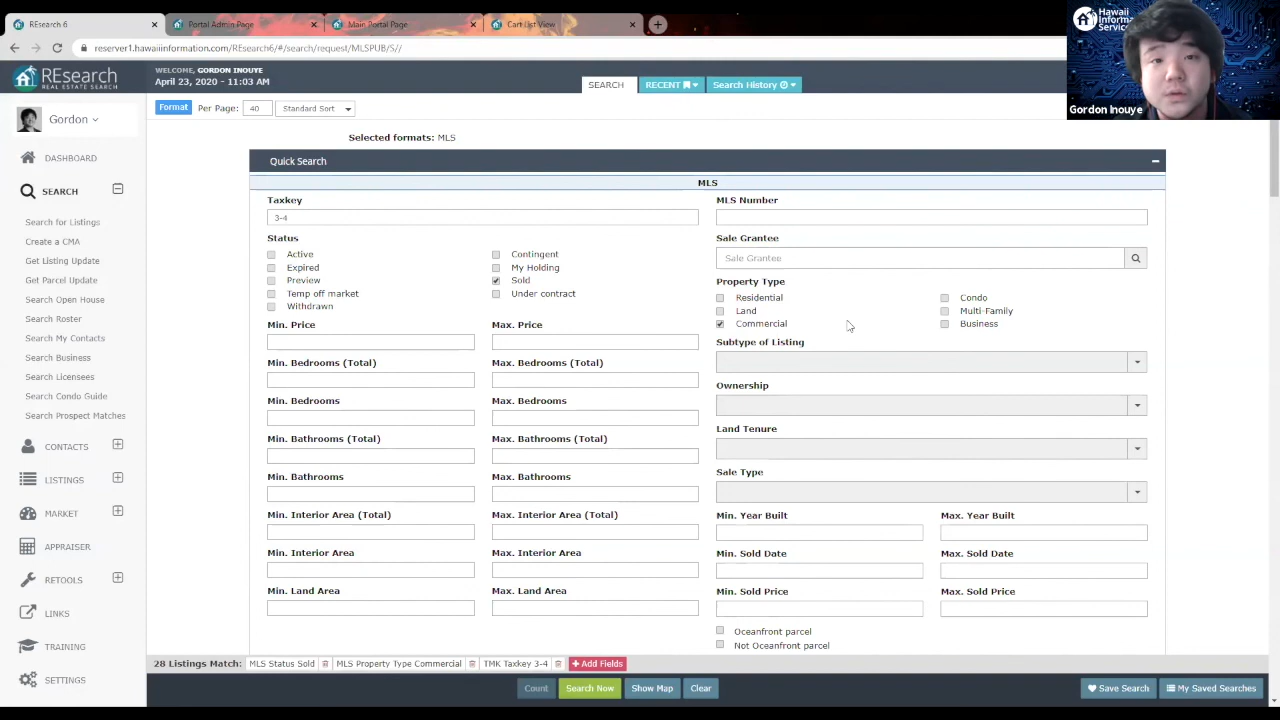 REsearch 6
Portal Admin Page
Main Portal Page
Cart List View
reserver1.hawaiiinformation.com/REsearch6/#/search/request/MLSPUB/S//
Hawaii
Information
Service
Gordon Inouye
REsearch
REAL ESTATE SEARCH
WELCOME, GORDON INOUYE
April 23, 2020 - 11:03 AM
SEARCH
RECENT
Search History
Gordon
Format
Per Page:
40
Standard Sort
DASHBOARD
SEARCH
Search for Listings
Create a CMA
Get Listing Update
Get Parcel Update
Search Open House
Search Roster
Search My Contacts
Search Business
Search Licensees
Search Condo Guide
Search Prospect Matches
CONTACTS
LISTINGS
MARKET
APPRAISER
RETOOLS
LINKS
TRAINING
SETTINGS
Selected formats: MLS
Quick Search
MLS
Taxkey
3-4
MLS Number
Status
Active
Contingent
Expired
My Holding
Preview
Sold
Temp off market
Under contract
Withdrawn
Sale Grantee
Sale Grantee
Property Type
Residential
Condo
Land
Multi-Family
Commercial
Business
Min. Price
Max. Price
Subtype of Listing
Min. Bedrooms (Total)
Max. Bedrooms (Total)
Ownership
Min. Bedrooms
Max. Bedrooms
Land Tenure
Min. Bathrooms (Total)
Max. Bathrooms (Total)
Sale Type
Min. Bathrooms
Max. Bathrooms
Min. Interior Area (Total)
Max. Interior Area (Total)
Min. Year Built
Max. Year Built
Min. Interior Area
Max. Interior Area
Min. Sold Date
Max. Sold Date
Min. Land Area
Max. Land Area
Min. Sold Price
Max. Sold Price
Oceanfront parcel
Not Oceanfront parcel
28 Listings Match:
MLS Status Sold
MLS Property Type Commercial
TMK Taxkey 3-4
Add Fields
Count
Search Now
Show Map
Clear
Save Search
My Saved Searches